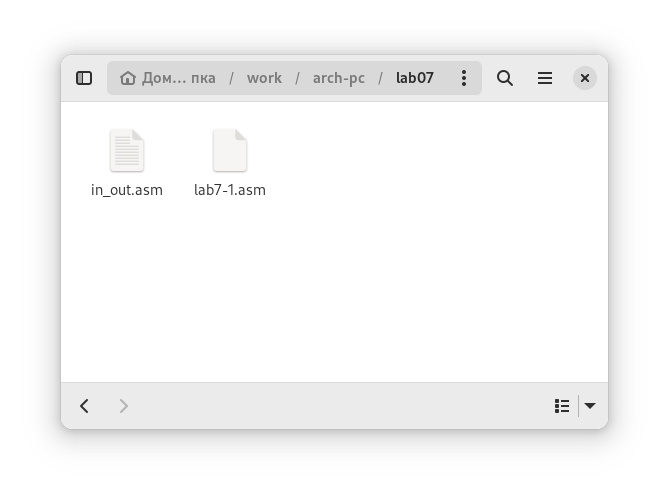 Дом… пка / work / arch-pc / lab07
in_out.asm lab7-1.asm